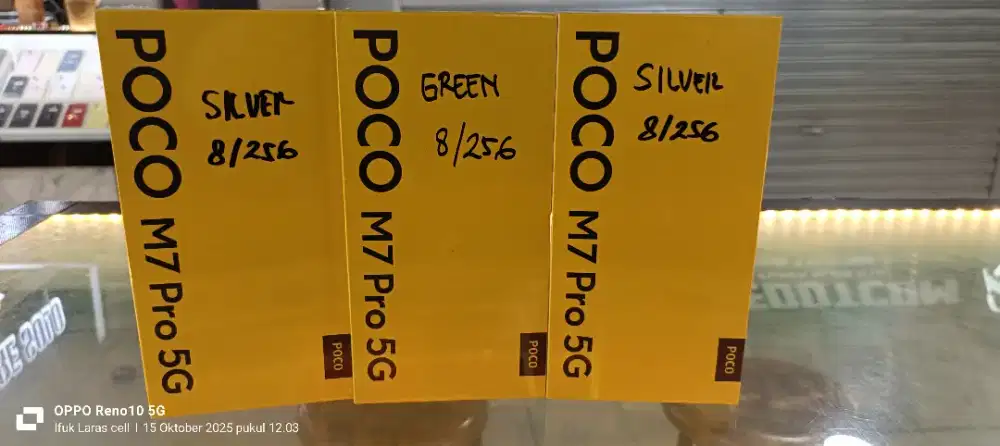 POCO M7 Pro 5G
SILVER
8/256
POCO
POCO M7 Pro 5G
GREEN
8/256
POCO
POCO M7 Pro 5G
SILVER
8/256
POCO
OPPO Reno10 5G
Ifuk Laras cell | 15 Oktober 2025 pukul 12.03